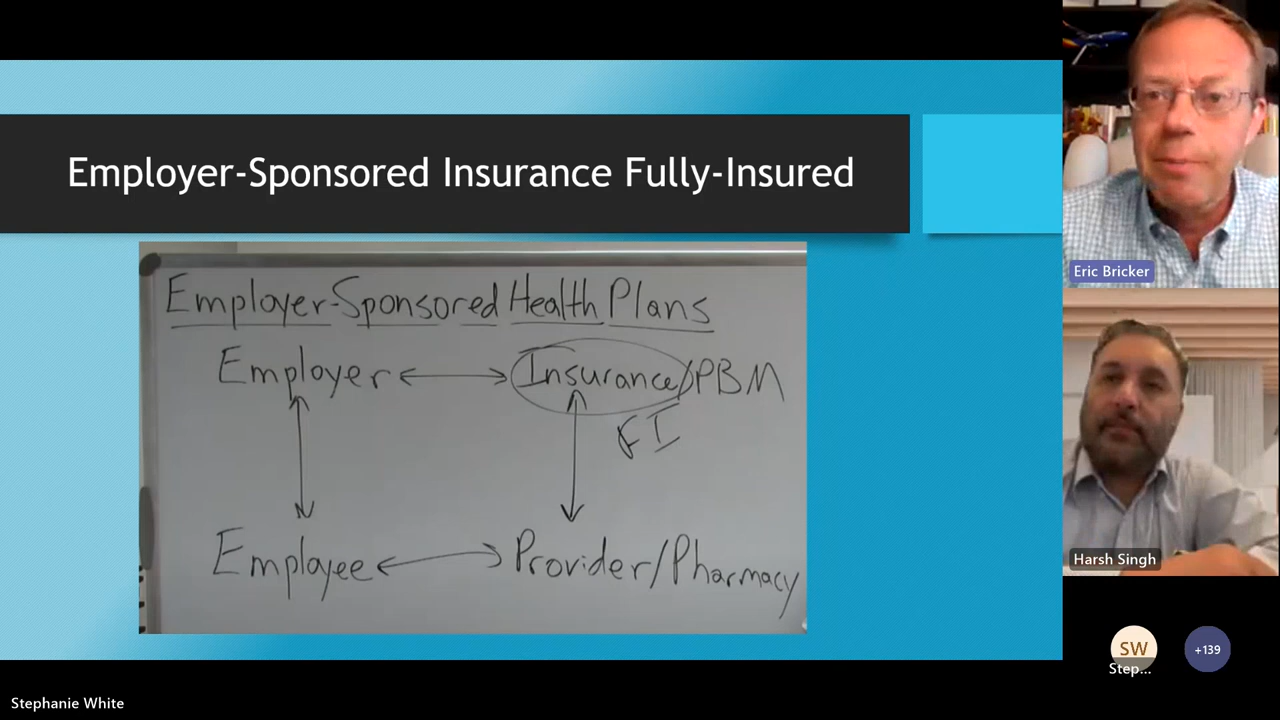 Employer-Sponsored Insurance Fully-Insured
Employer-Sponsored Health Plans
Employer Insurance/PBM
FI
Employee Provider/Pharmacy
Eric Bricker
Harsh Singh
SW
+139
Step...
Stephanie White